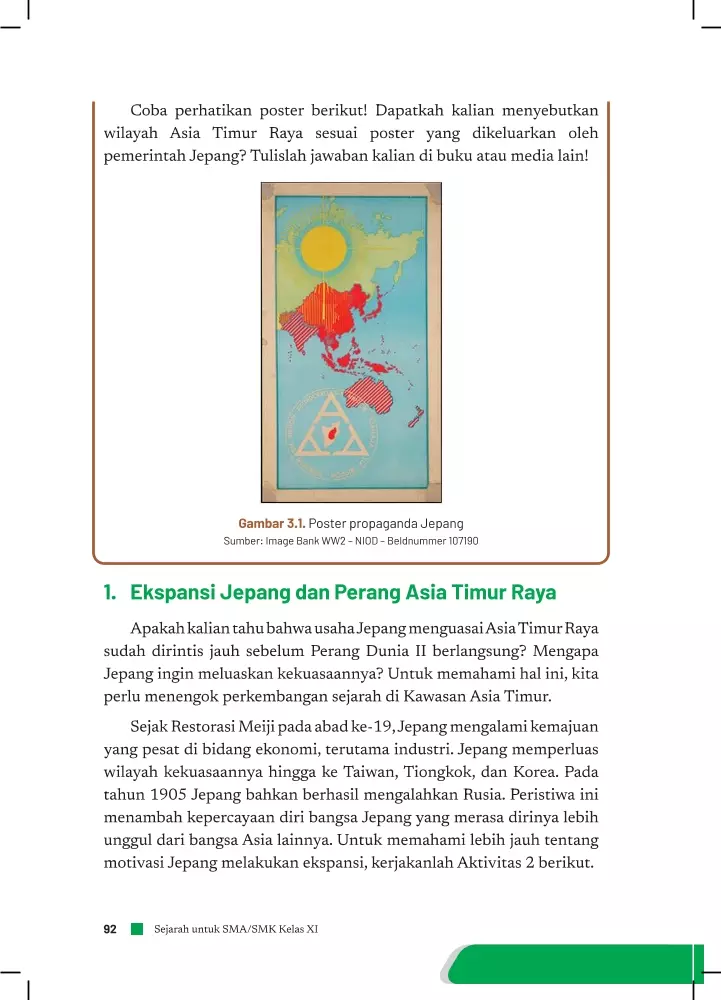 Coba perhatikan poster berikut! Dapatkah kalian menyebutkan
wilayah Asia Timur Raya sesuai poster yang dikeluarkan oleh
pemerintah Jepang? Tulislah jawaban kalian di buku atau media lain!
Gambar 3.1. Poster propaganda Jepang
Sumber: Image Bank WW2 – NIOD – Beldnummer 107190
1. Ekspansi Jepang dan Perang Asia Timur Raya
Apakah kalian tahu bahwa usaha Jepang menguasai Asia Timur Raya
sudah dirintis jauh sebelum Perang Dunia II berlangsung? Mengapa
Jepang ingin meluaskan kekuasaannya? Untuk memahami hal ini, kita
perlu menengok perkembangan sejarah di Kawasan Asia Timur.
Sejak Restorasi Meiji pada abad ke-19, Jepang mengalami kemajuan
yang pesat di bidang ekonomi, terutama industri. Jepang memperluas
wilayah kekuasaannya hingga ke Taiwan, Tiongkok, dan Korea. Pada
tahun 1905 Jepang bahkan berhasil mengalahkan Rusia. Peristiwa ini
menambah kepercayaan diri bangsa Jepang yang merasa dirinya lebih
unggul dari bangsa Asia lainnya. Untuk memahami lebih jauh tentang
motivasi Jepang melakukan ekspansi, kerjakanlah Aktivitas 2 berikut.
92 Sejarah untuk SMA/SMK Kelas XI